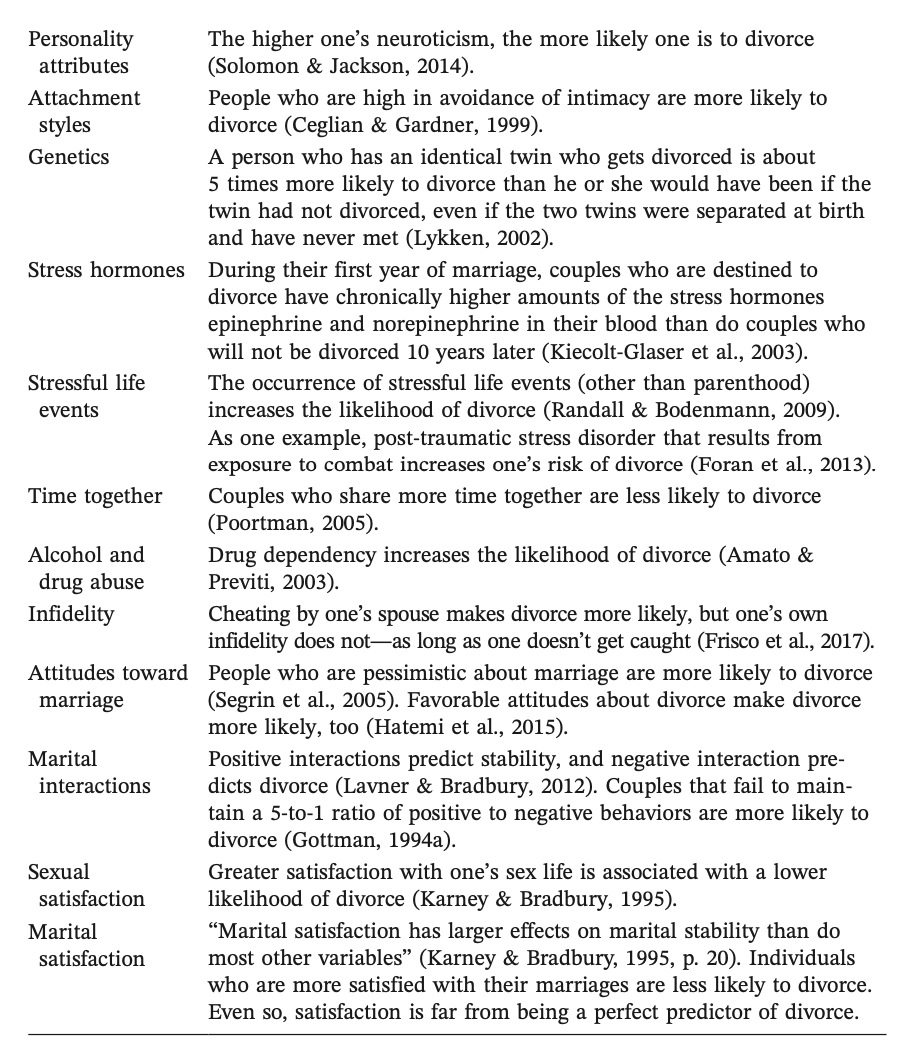 Personality attributes
The higher one’s neuroticism, the more likely one is to divorce
(Solomon & Jackson, 2014).
Attachment styles
People who are high in avoidance of intimacy are more likely to
divorce (Ceglian & Gardner, 1999).
Genetics
A person who has an identical twin who gets divorced is about
5 times more likely to divorce than he or she would have been if the
twin had not divorced, even if the two twins were separated at birth
and have never met (Lykken, 2002).
Stress hormones
During their first year of marriage, couples who are destined to
divorce have chronically higher amounts of the stress hormones
epinephrine and norepinephrine in their blood than do couples who
will not be divorced 10 years later (Kiecolt-Glaser et al., 2003).
Stressful life events
The occurrence of stressful life events (other than parenthood)
increases the likelihood of divorce (Randall & Bodenmann, 2009).
As one example, post-traumatic stress disorder that results from
exposure to combat increases one’s risk of divorce (Foran et al., 2013).
Time together
Couples who share more time together are less likely to divorce
(Poortman, 2005).
Alcohol and drug abuse
Drug dependency increases the likelihood of divorce (Amato &
Previti, 2003).
Infidelity
Cheating by one’s spouse makes divorce more likely, but one’s own
infidelity does not—as long as one doesn’t get caught (Frisco et al., 2017).
Attitudes toward marriage
People who are pessimistic about marriage are more likely to divorce
(Segrin et al., 2005). Favorable attitudes about divorce make divorce
more likely, too (Hatemi et al., 2015).
Marital interactions
Positive interactions predict stability, and negative interaction pre-
dicts divorce (Lavner & Bradbury, 2012). Couples that fail to main-
tain a 5-to-1 ratio of positive to negative behaviors are more likely to
divorce (Gottman, 1994a).
Sexual satisfaction
Greater satisfaction with one’s sex life is associated with a lower
likelihood of divorce (Karney & Bradbury, 1995).
Marital satisfaction
“Marital satisfaction has larger effects on marital stability than do
most other variables” (Karney & Bradbury, 1995, p. 20). Individuals
who are more satisfied with their marriages are less likely to divorce.
Even so, satisfaction is far from being a perfect predictor of divorce.